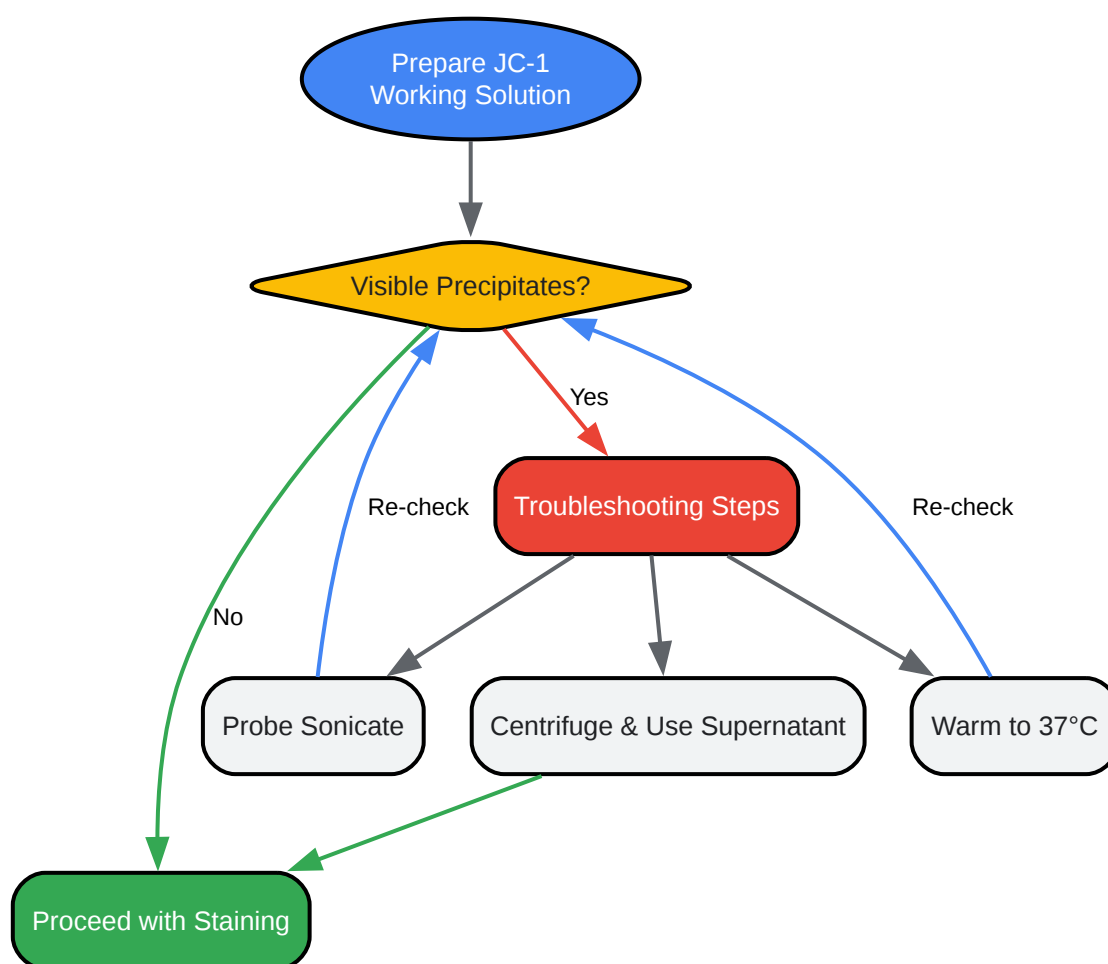 Prepare JC-1
Working Solution
Visible Precipitates?
Yes
Troubleshooting Steps
Re-check
Re-check
No
Probe Sonicate
Centrifuge & Use Supernatant
Warm to 37°C
Proceed with Staining